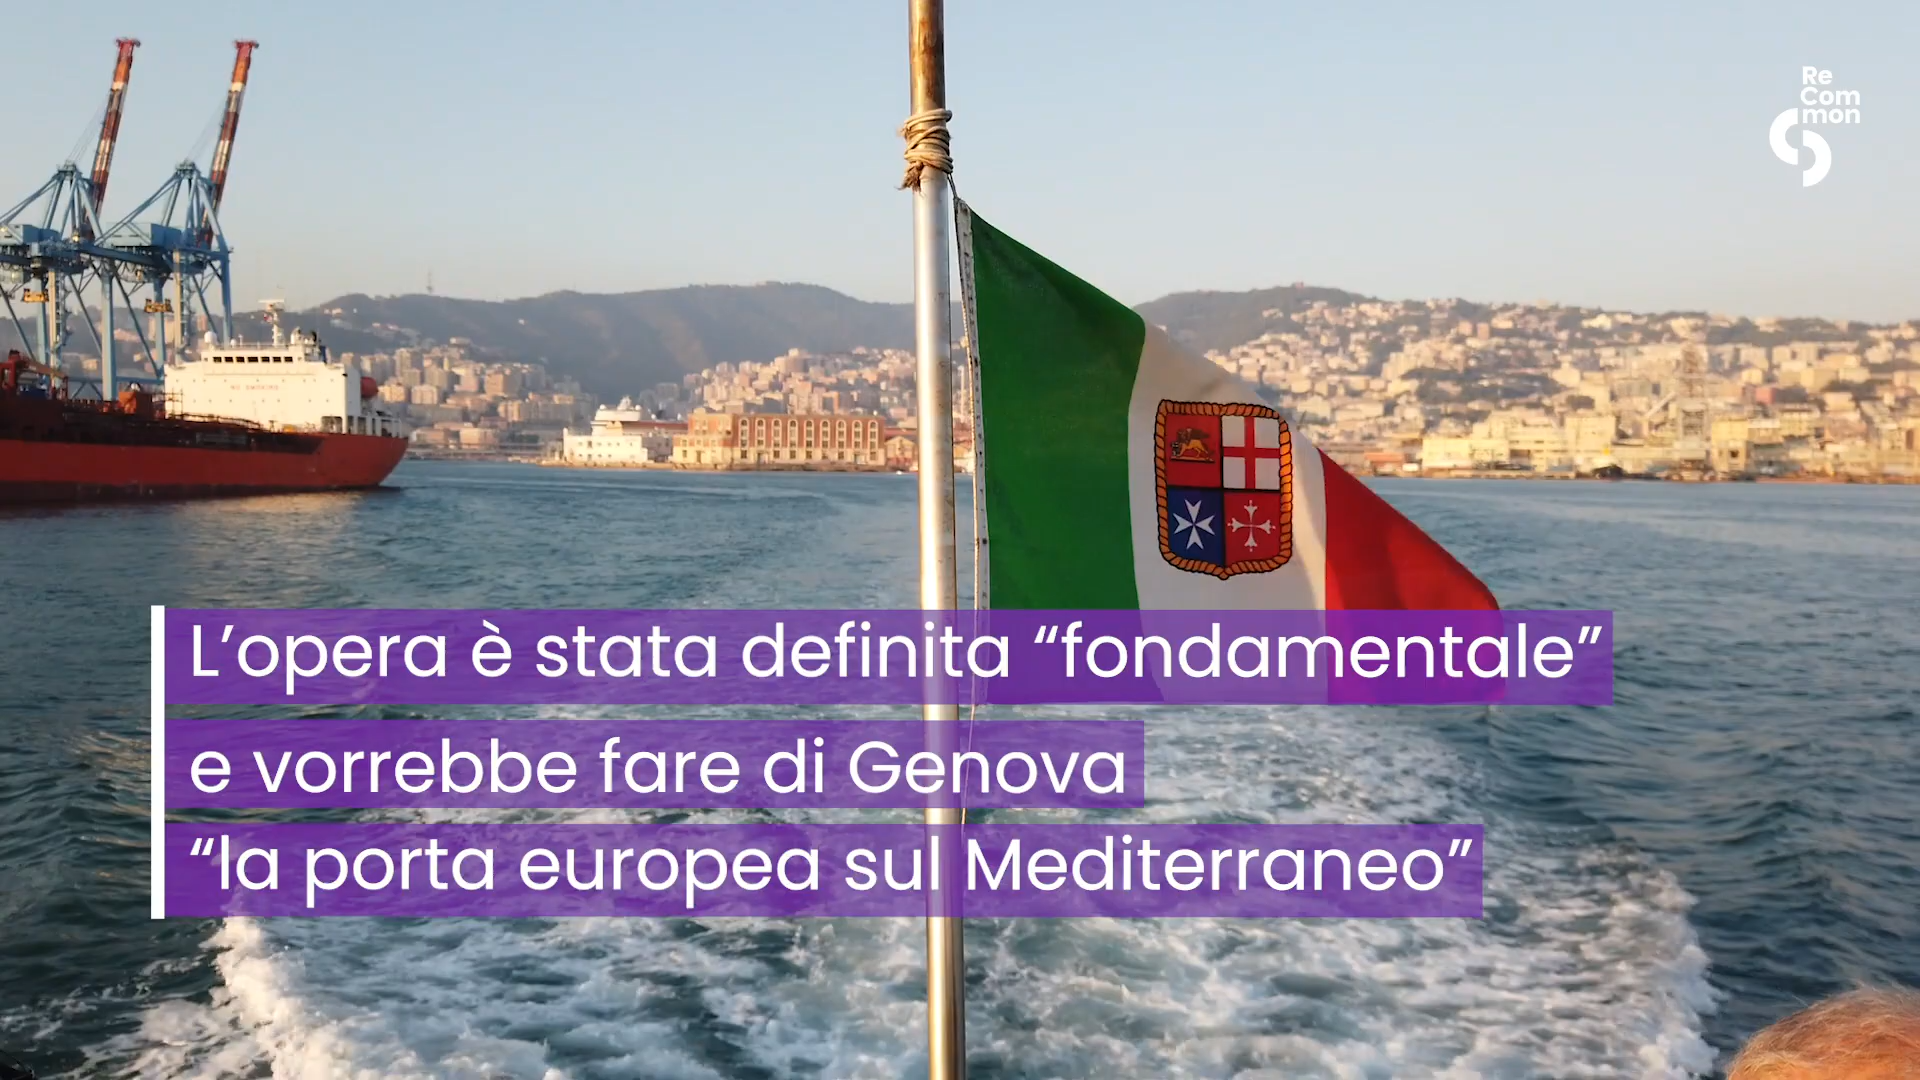 Re
Com
mon
L’opera è stata definita “fondamentale”
e vorrebbe fare di Genova
“la porta europea sul Mediterraneo”